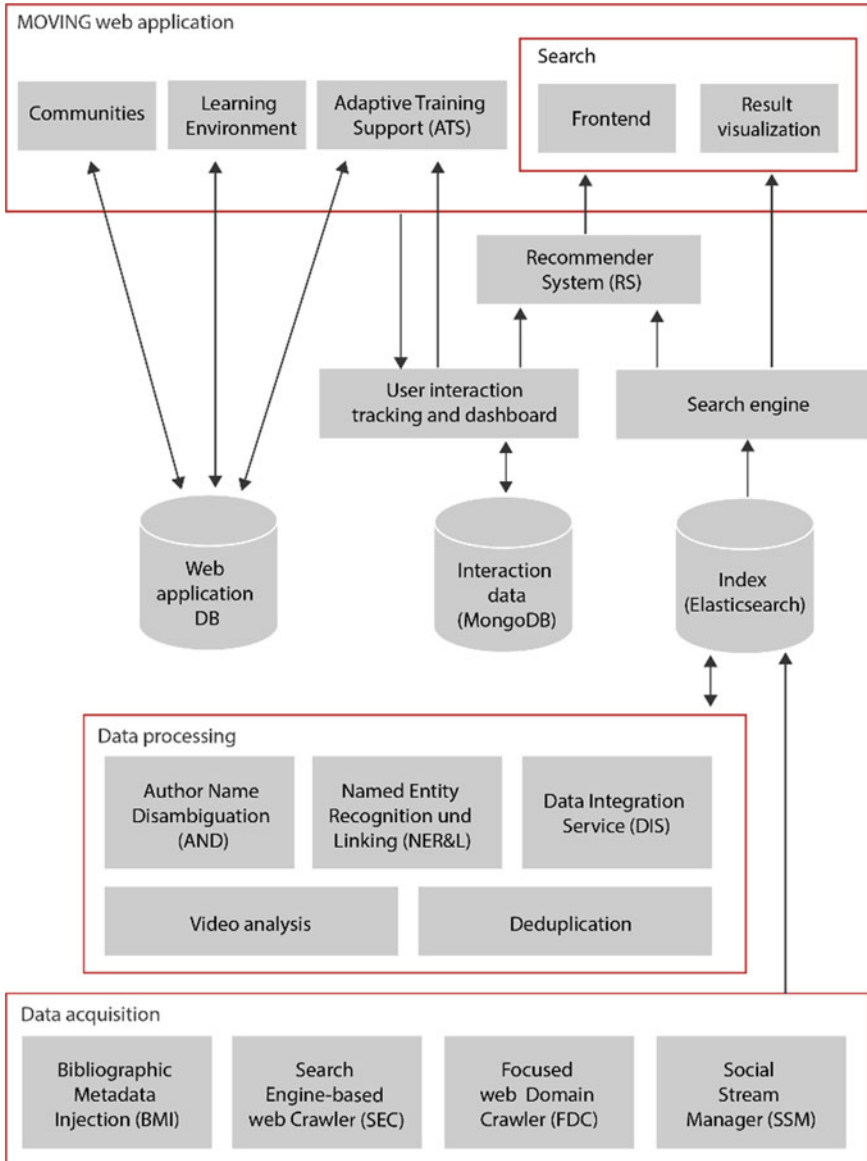 MOVING web application
Search
Communities
Learning
Environment
Adaptive Training
Support (ATS)
Frontend
Result
visualization
Recommender
System (RS)
User interaction
tracking and dashboard
Search engine
Web
application
DB
Interaction
data
(MongoDB)
Index
(Elasticsearch)
Data processing
Author Name
Disambiguation
(AND)
Named Entity
Recognition und
Linking (NER&L)
Data Integration
Service (DIS)
Video analysis
Deduplication
Data acquisition
Bibliographic
Metadata
Injection (BMI)
Search
Engine-based
web Crawler (SEC)
Focused
web Domain
Crawler (FDC)
Social
Stream
Manager (SSM)